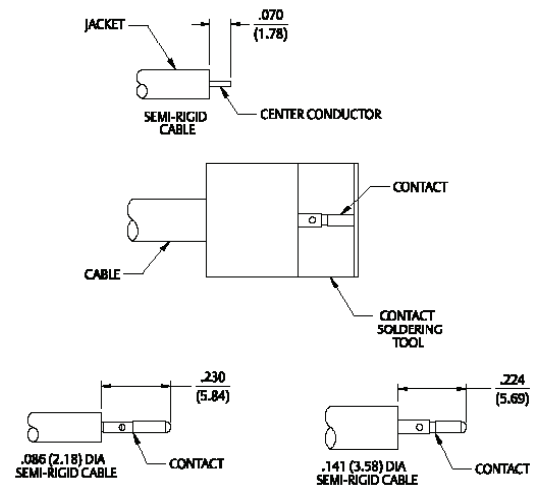 .070
(1.78)
JACKET
SEMI-RIGID
CABLE
CENTER CONDUCTOR
CONTACT
CABLE
CONTACT
SOLDERING
TOOL
.230
(5.84)
.086 (2.18) DIA
SEMI-RIGID CABLE
CONTACT
.224
(5.69)
.141 (3.58) DIA
SEMI-RIGID CABLE
CONTACT